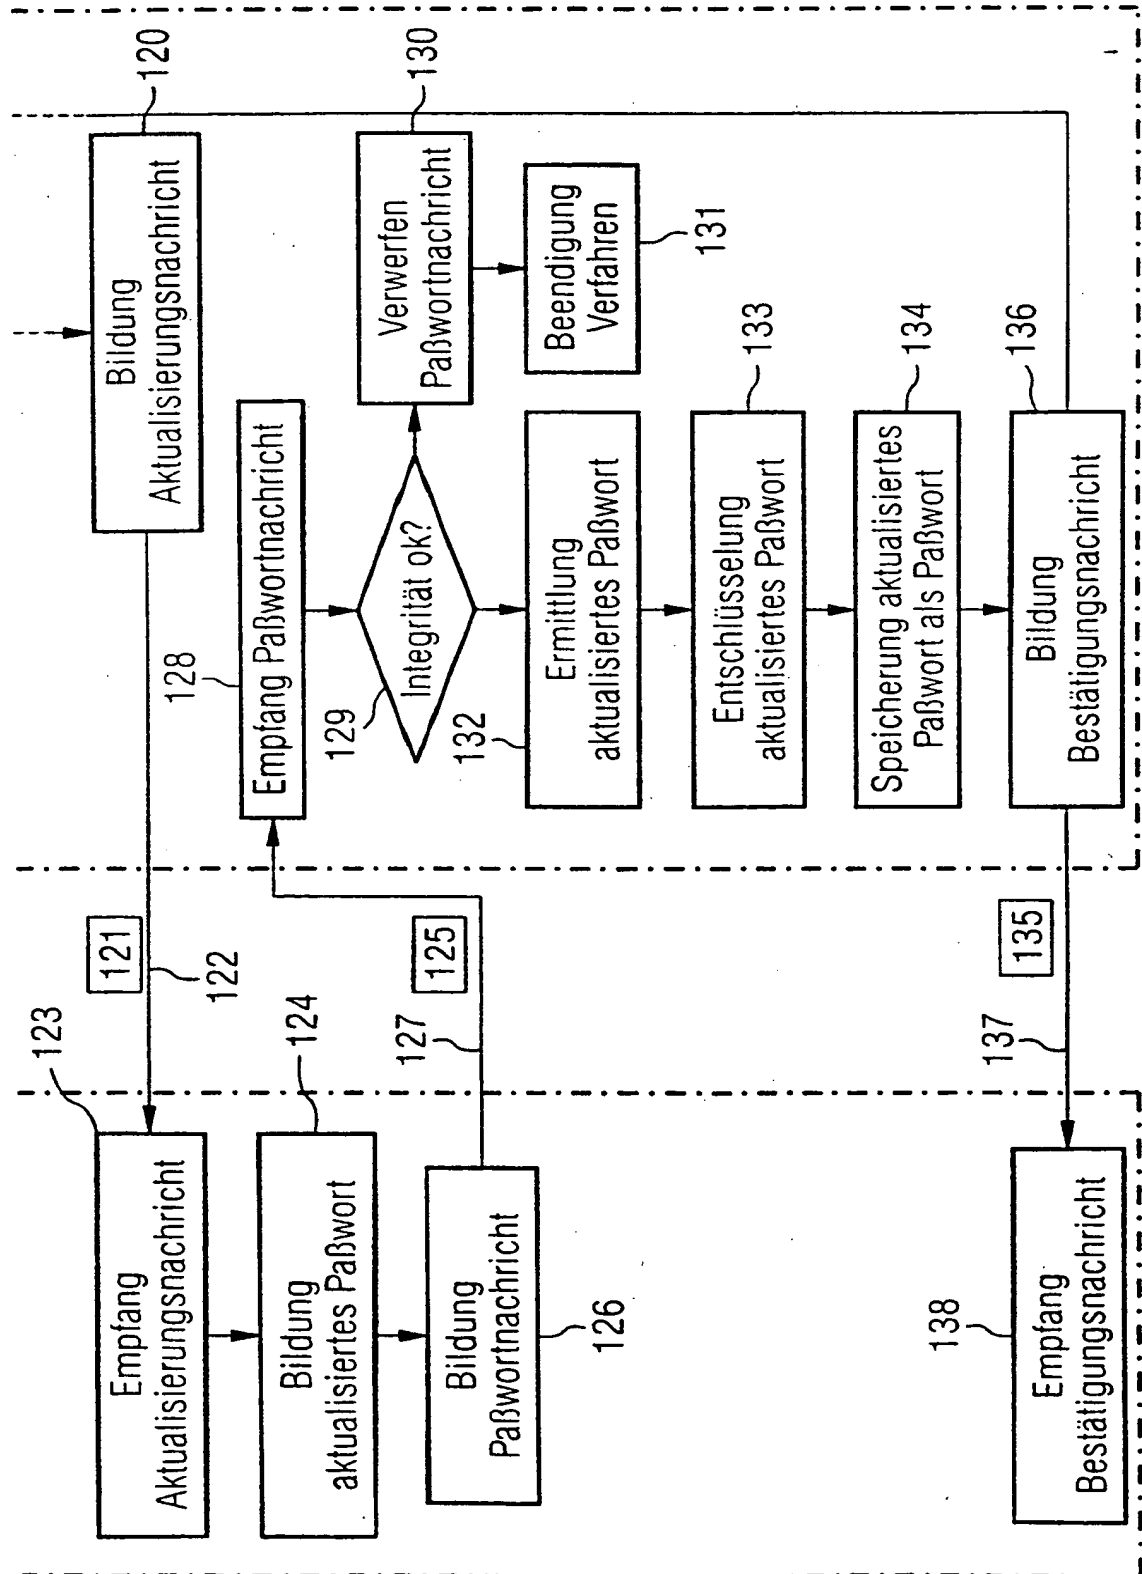 123
Empfang
Aktualisierungsnachricht
124
Bildung
aktualisiertes Paßwort
Bildung
Paßwortnachricht
126
127
125
121
122
120
Bildung
Aktualisierungsnachricht
128
Empfang Paßwortnachricht
129
Integrität ok?
130
Verwerfen
Paßwortnachricht
Beendigung
Verfahren
131
132
Ermittlung
aktualisiertes Paßwort
133
Entschlüsselung
aktualisiertes Paßwort
134
Speicherung aktualisiertes
Paßwort als Paßwort
136
Bildung
Bestätigungsnachricht
135
137
138
Empfang
Bestätigungsnachricht